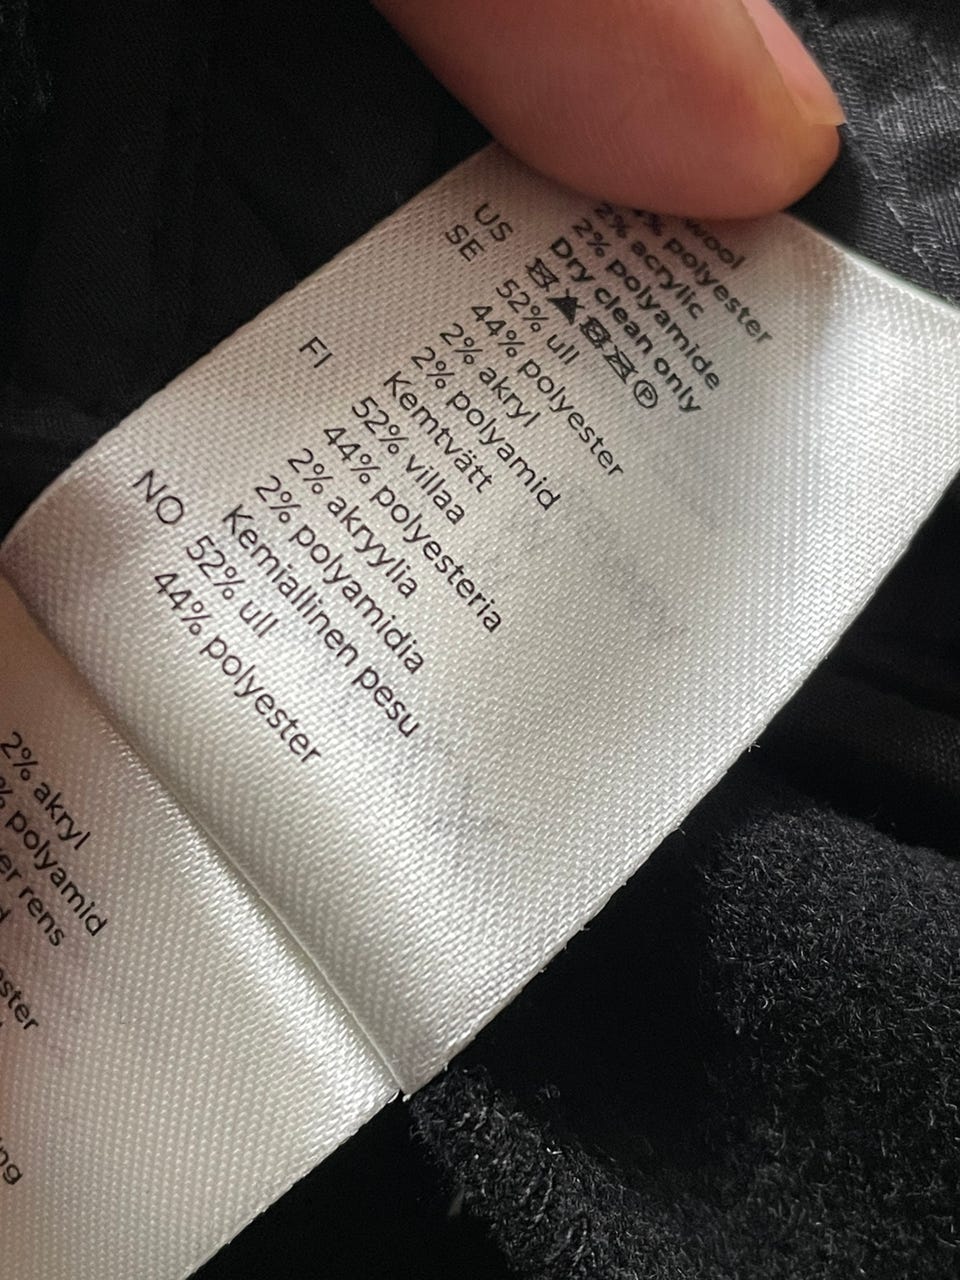 wool
polyester
2% acrylic
2% polyamide
Dry clean only
US
P
SE 52% ull
44% polyester
2% akryl
2% polyamid
Kemtvätt
FI 52% villaa
44% polyesteria
2% akryylia
2% polyamidia
Kemiallinen pesu
NO 52% ull
44% polyester
2% akryl
% polyamid
rens